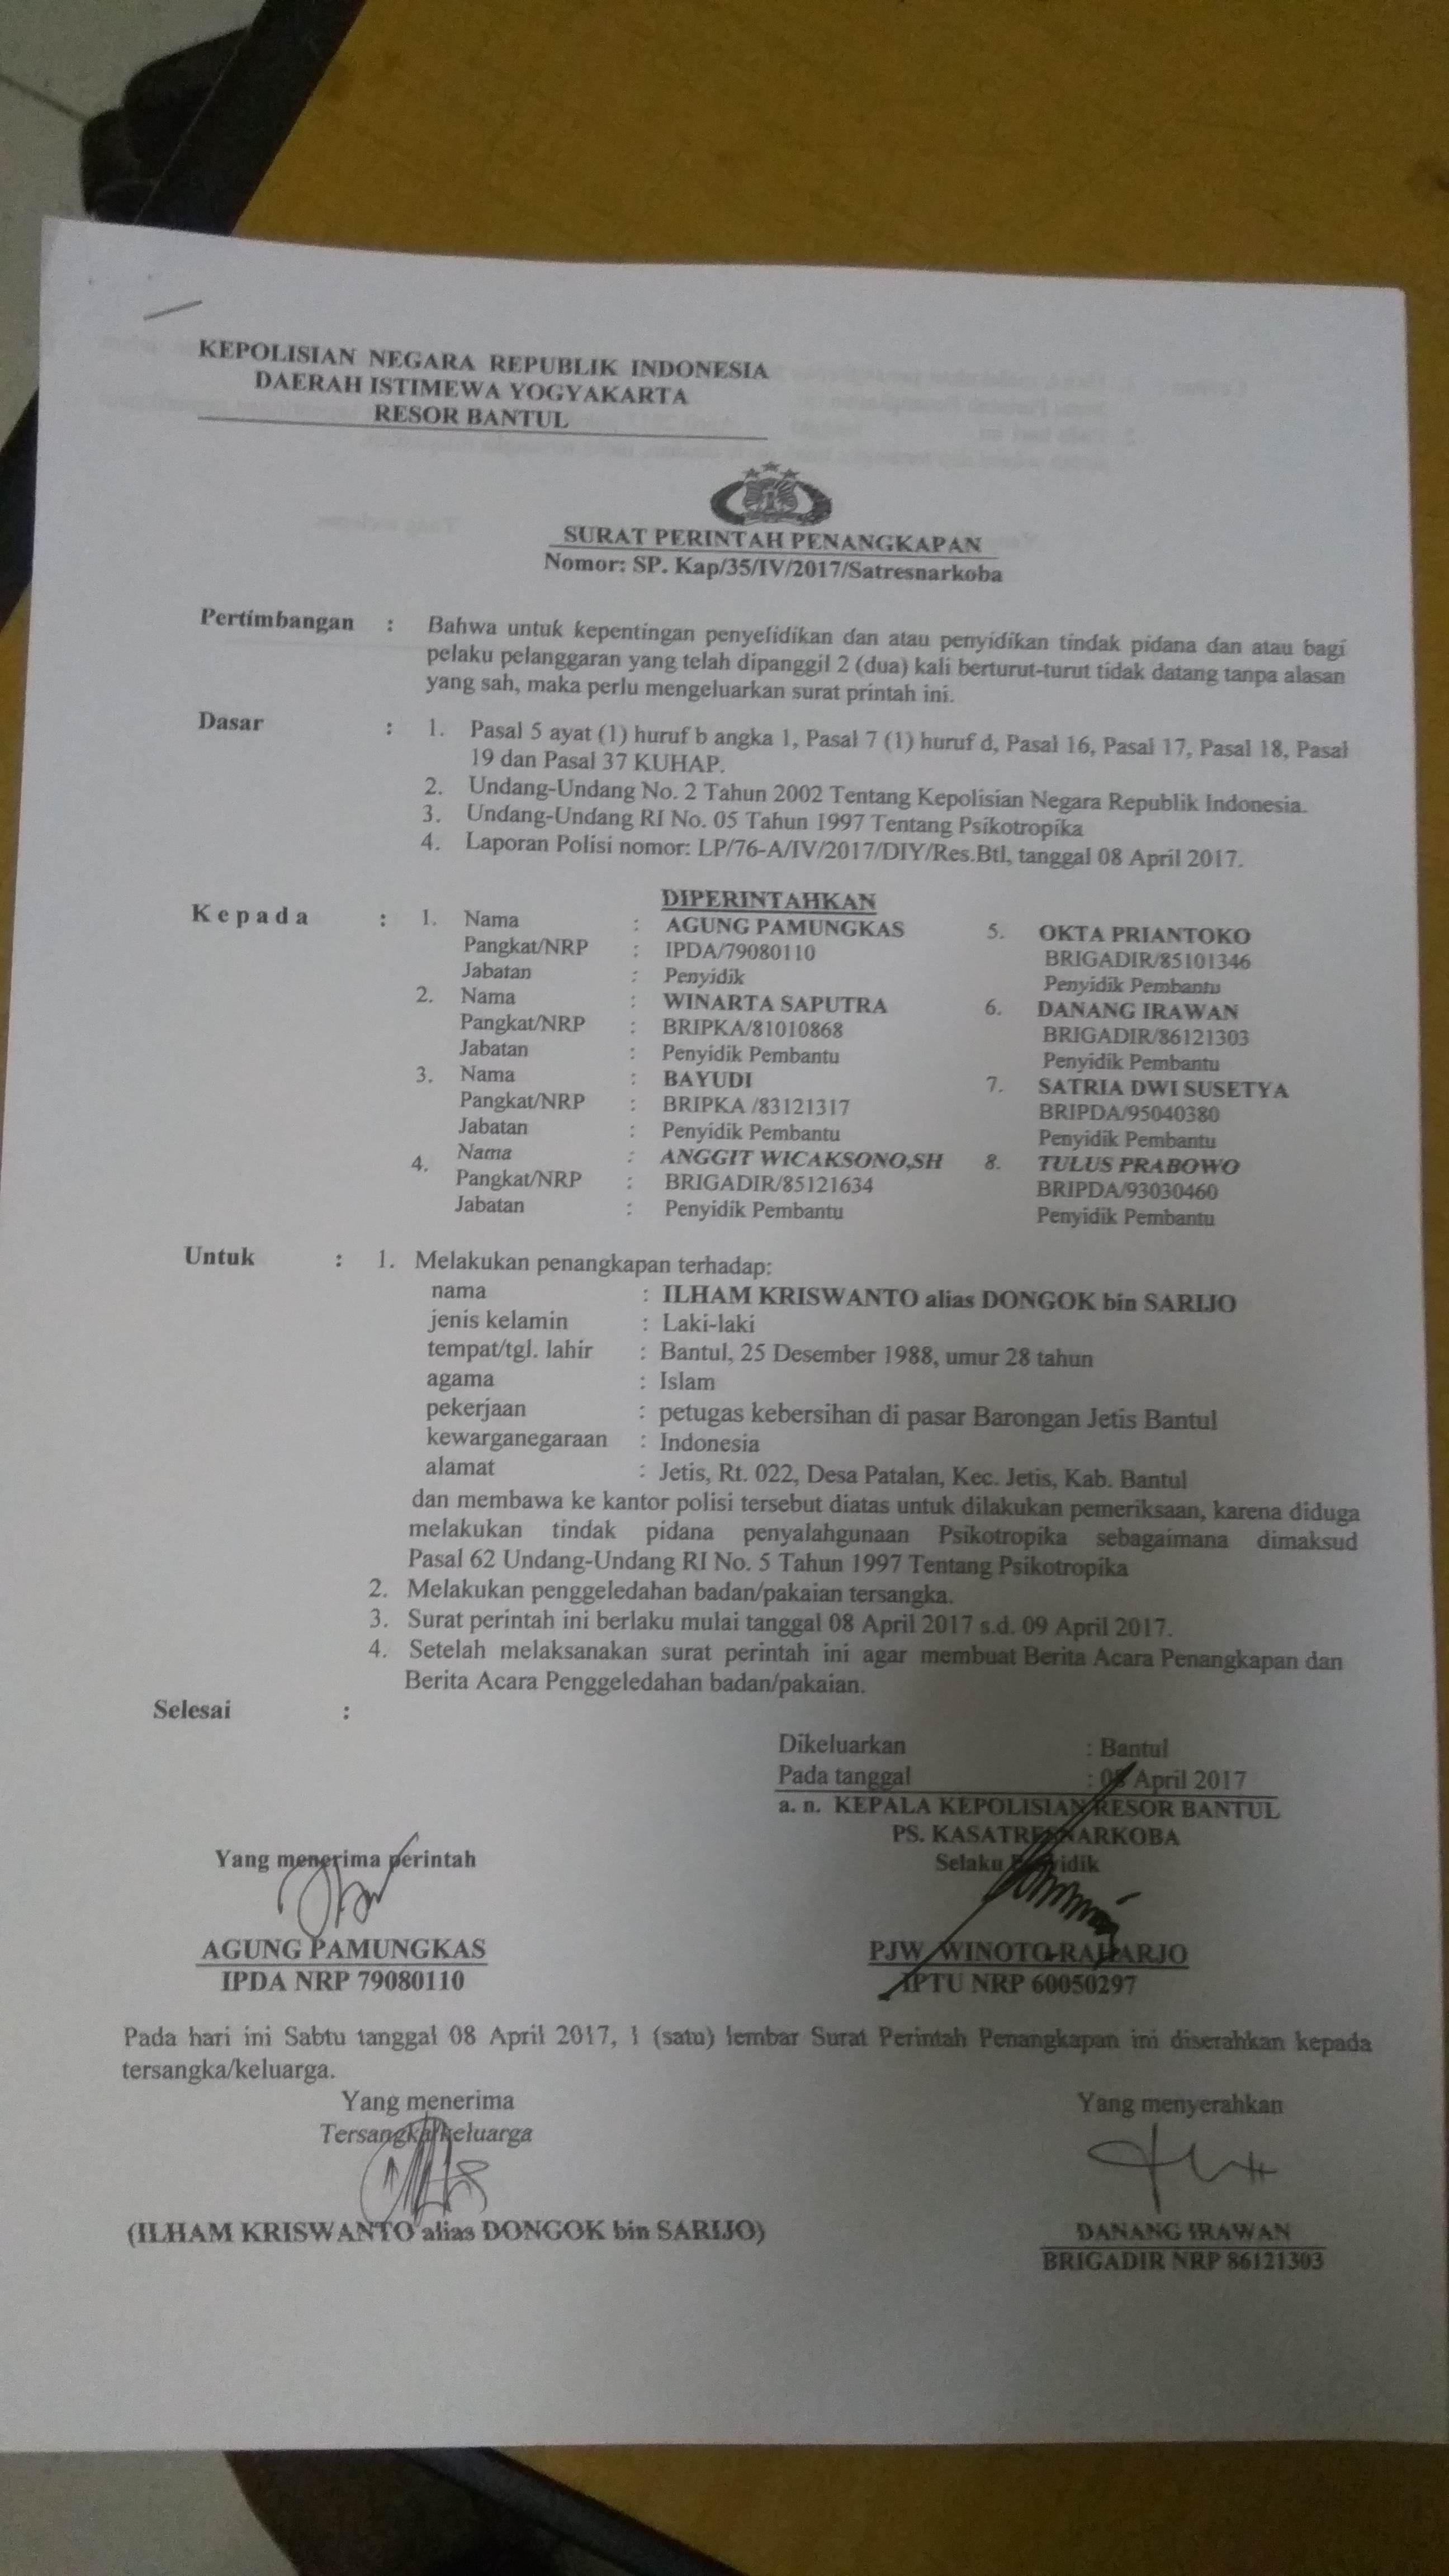 KEPOLISIAN NEGARA REPUBLIK INDONESIA
DAERAH ISTIMEWA YOGYAKARTA
RESOR BANTUL
SURAT PERINTAH PENANGKAPAN
Nomor: SP. Kap/35/IV/2017/Satresnarkoba
Pertimbangan : Bahwa untuk kepentingan penyelidikan dan atau penyidikan tindak pidana dan atau bagi
pelaku pelanggaran yang telah dipanggil 2 (dua) kali berturut-turut tidak datang tanpa alasan
yang sah, maka perlu mengeluarkan surat printah ini.
Dasar : 1. Pasal 5 ayat (1) huruf b angka 1, Pasal 7 (1) huruf d, Pasal 16, Pasal 17, Pasal 18, Pasal
19 dan Pasal 37 KUHAP.
2. Undang-Undang No. 2 Tahun 2002 Tentang Kepolisian Negara Republik Indonesia.
3. Undang-Undang RI No. 05 Tahun 1997 Tentang Psikotropika
4. Laporan Polisi nomor: LP/76-A/IV/2017/DIY/Res.Btl, tanggal 08 April 2017.
DIPERINTAHKAN
Kepada : 1. Nama : AGUNG PAMUNGKAS 5. OKTA PRIANTOKO
Pangkat/NRP : IPDA/79080110 BRIGADIR/85101346
Jabatan : Penyidik Penyidik Pembantu
2. Nama : WINARTA SAPUTRA 6. DANANG IRAWAN
Pangkat/NRP : BRIPKA/81010868 BRIGADIR/86121303
Jabatan : Penyidik Pembantu Penyidik Pembantu
3. Nama : BAYUDI 7. SATRIA DWI SUSETYA
Pangkat/NRP : BRIPKA /83121317 BRIPDA/95040380
Jabatan : Penyidik Pembantu Penyidik Pembantu
4. Nama : ANGGIT WICAKSONO,SH 8. TULUS PRABOWO
Pangkat/NRP : BRIGADIR/85121634 BRIPDA/93030460
Jabatan : Penyidik Pembantu Penyidik Pembantu
Untuk : 1. Melakukan penangkapan terhadap:
nama : ILHAM KRISWANTO alias DONGOK bin SARIJO
jenis kelamin : Laki-laki
tempat/tgl. lahir : Bantul, 25 Desember 1988, umur 28 tahun
agama : Islam
pekerjaan : petugas kebersihan di pasar Barongan Jetis Bantul
kewarganegaraan : Indonesia
alamat : Jetis, Rt. 022, Desa Patalan, Kec. Jetis, Kab. Bantul
dan membawa ke kantor polisi tersebut diatas untuk dilakukan pemeriksaan, karena diduga
melakukan tindak pidana penyalahgunaan Psikotropika sebagaimana dimaksud
Pasal 62 Undang-Undang RI No. 5 Tahun 1997 Tentang Psikotropika
2. Melakukan penggeledahan badan/pakaian tersangka.
3. Surat perintah ini berlaku mulai tanggal 08 April 2017 s.d. 09 April 2017.
4. Setelah melaksanakan surat perintah ini agar membuat Berita Acara Penangkapan dan
Berita Acara Penggeledahan badan/pakaian.
Selesai :
Dikeluarkan : Bantul
Pada tanggal : 08 April 2017
a. n. KEPALA KEPOLISIAN RESOR BANTUL
PS. KASATRESNARKOBA
Yang menerima perintah Selaku Penyidik
AGUNG PAMUNGKAS PJW WINOTO RAHARJO
IPDA NRP 79080110 IPTU NRP 60050297
Pada hari ini Sabtu tanggal 08 April 2017, 1 (satu) lembar Surat Perintah Penangkapan ini diserahkan kepada
tersangka/keluarga.
Yang menerima Yang menyerahkan
Tersangka/keluarga
(ILHAM KRISWANTO alias DONGOK bin SARIJO) DANANG IRAWAN
BRIGADIR NRP 86121303